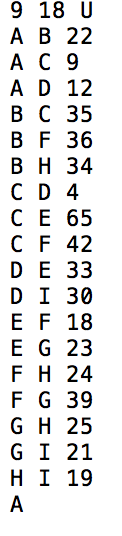 9 18 U
A B 22
A C 9
A D 12
B C 35
B F 36
B H 34
C D 4
C E 65
C F 42
D E 33
D I 30
E F 18
E G 23
F H 24
F G 39
G H 25
G I 21
H I 19
A